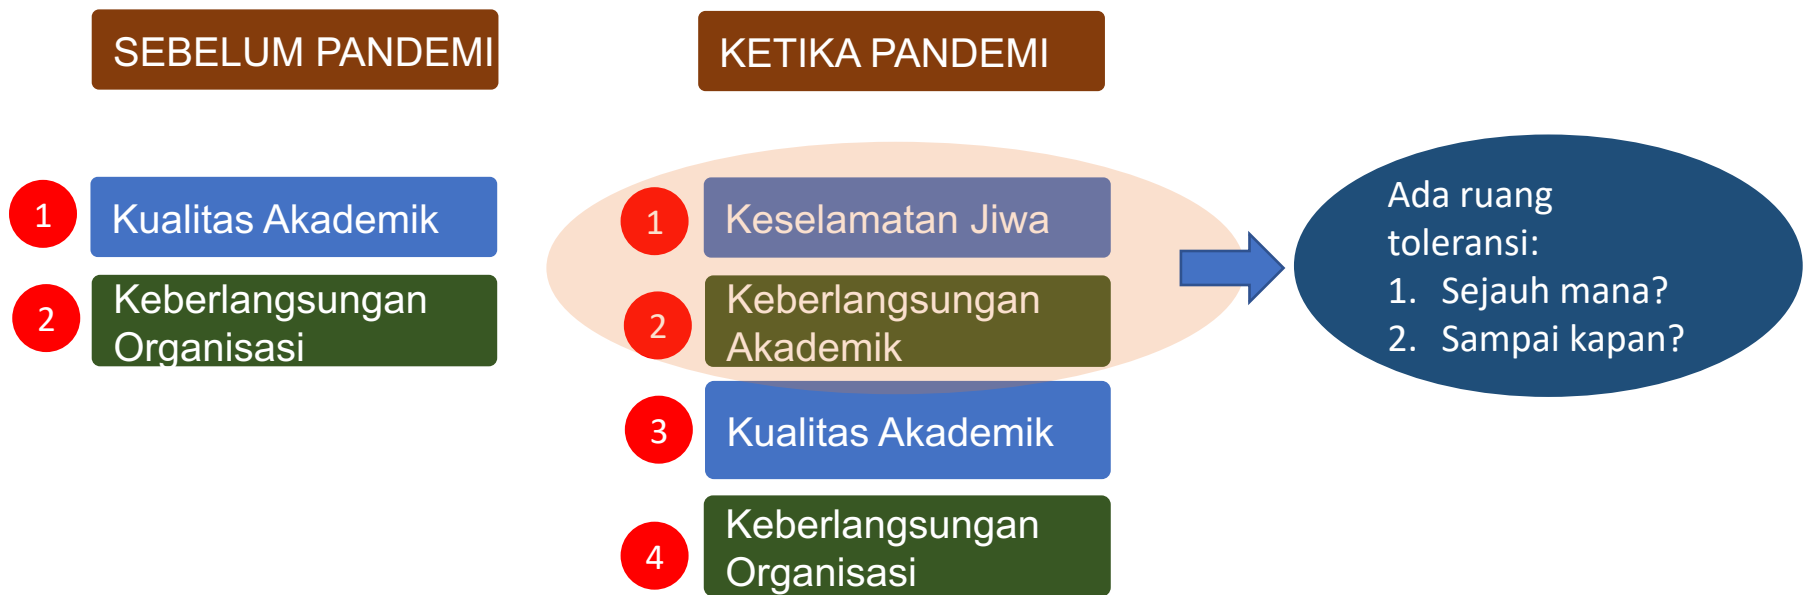 SEBELUM PANDEMI
1
Kualitas Akademik
2
Keberlangsungan
Organisasi
KETIKA PANDEMI
1
Keselamatan Jiwa
2
Keberlangsungan
Akademik
3
Kualitas Akademik
4
Keberlangsungan
Organisasi
Ada ruang
toleransi:
1. Sejauh mana?
2. Sampai kapan?